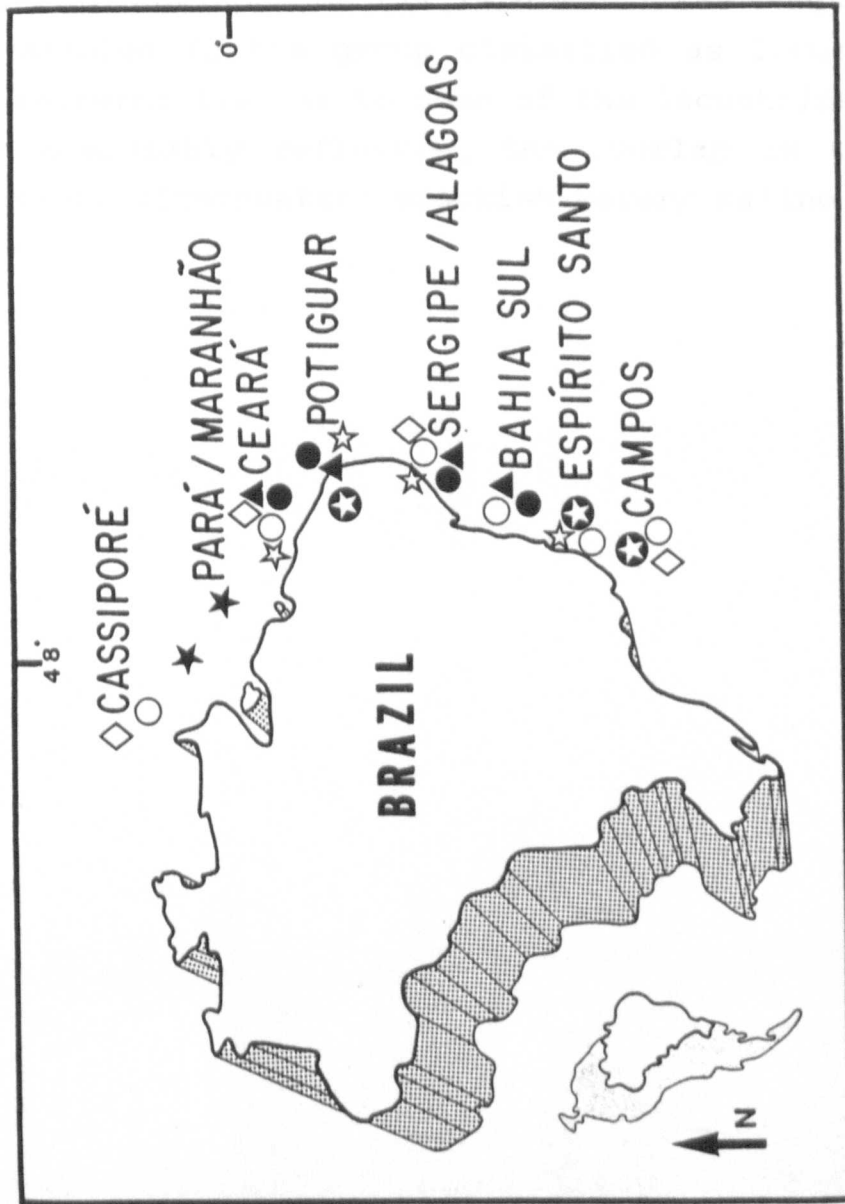 48°
0°
CASSIPORÉ
PARÁ / MARANHÃO
CEARÁ
POTIGUAR
SERGIPE / ALAGOAS
BAHIA SUL
ESPÍRITO SANTO
CAMPOS
BRAZIL
N